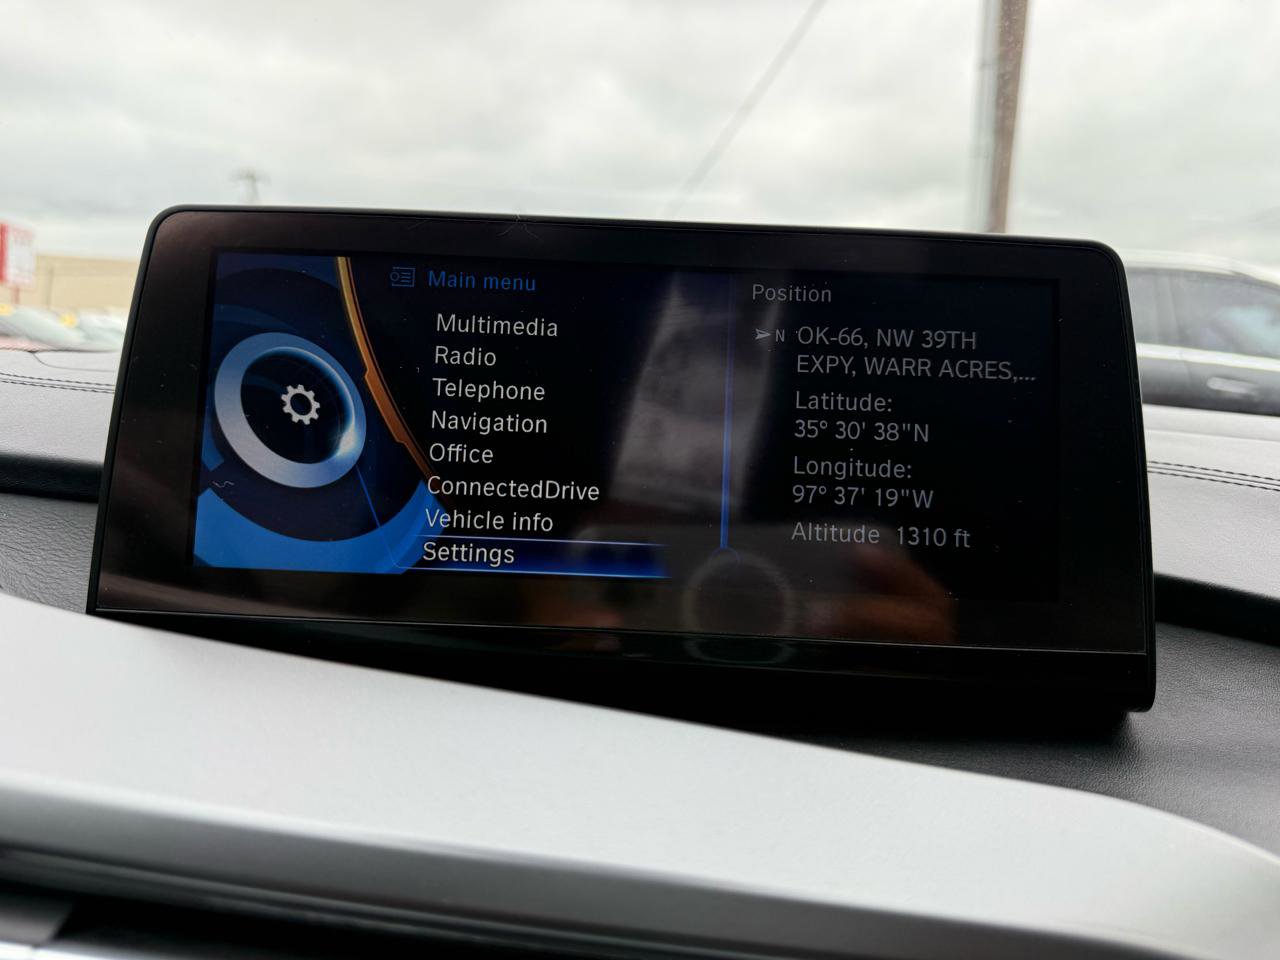 Main menu
Multimedia
Radio
Telephone
Navigation
Office
ConnectedDrive
Vehicle info
Settings
Position
N OK-66, NW 39TH
EXPY, WARR ACRES,...
Latitude:
35° 30' 38"N
Longitude:
97° 37' 19"W
Altitude 1310 ft